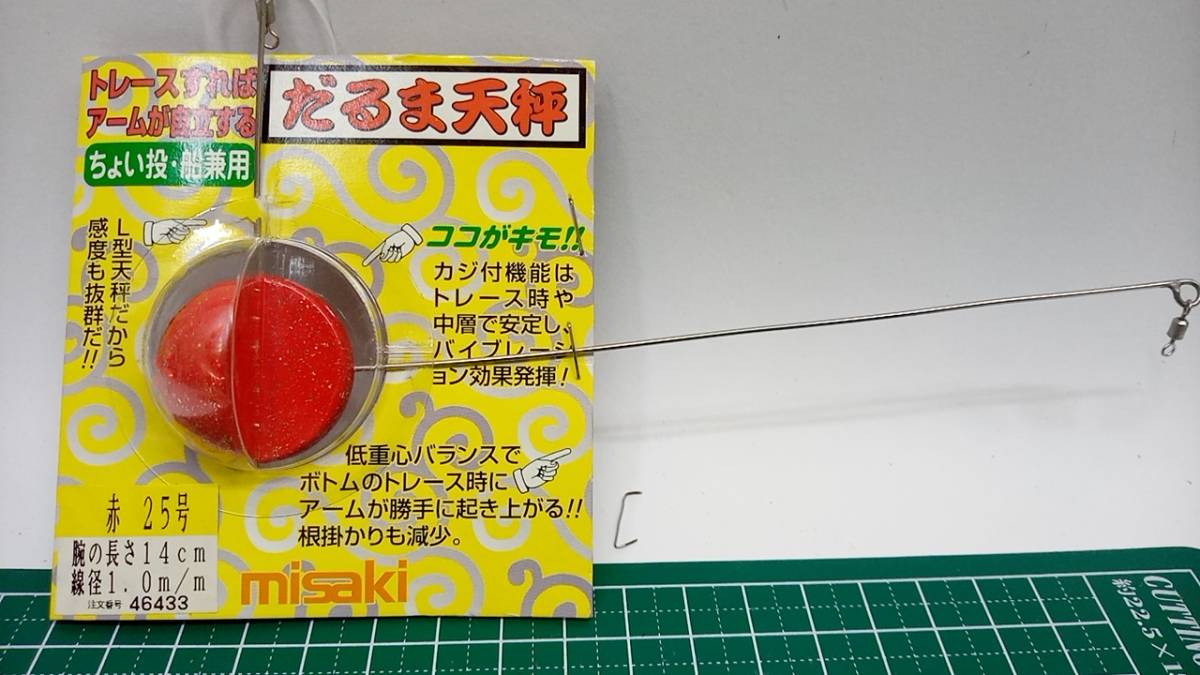 トレースすれば
アームが自立する
ちょい投・船兼用
だるま天秤
L型天秤だから
感度も抜群だ!!
ココがキモ!!
カジ付機能は
トレース時や
中層で安定し、
バイブレーシ
ョン効果発揮!
低重心バランスで
ボトムのトレース時に
アームが勝手に起き上がる!!
根掛かりも減少。
赤 25号
腕の長さ14cm
線径1.0m/m
注文番号 46433
misaki
約225×